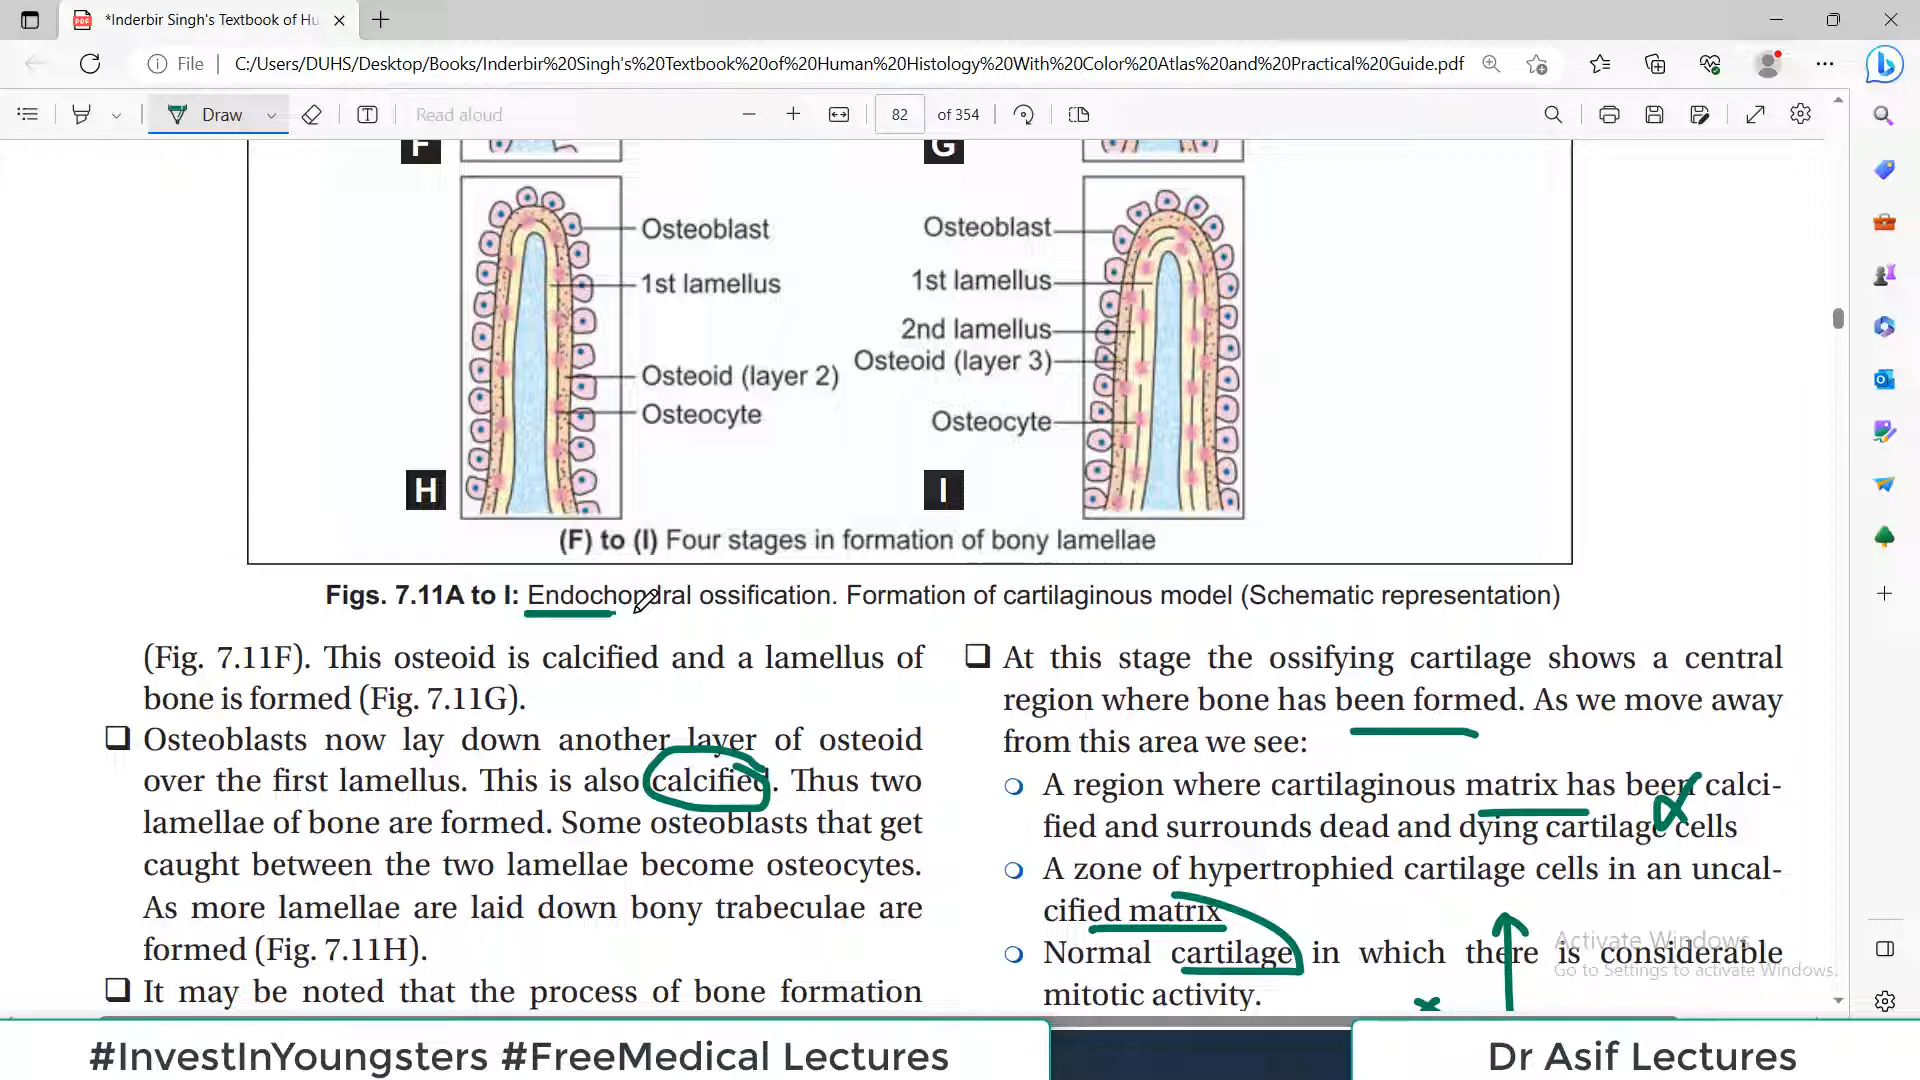 *Inderbir Singh's Textbook of Hu
File
C:/Users/DUHS/Desktop/Books/Inderbir%20Singh's%20Textbook%20of%20Human%20Histology%20With%20Color%20Atlas%20and%20Practical%20Guide.pdf
Draw
Read aloud
82 of 354
F
G
Osteoblast
1st lamellus
Osteoid (layer 2)
Osteocyte
H
Osteoblast
1st lamellus
2nd lamellus
Osteoid (layer 3)
Osteocyte
I
(F) to (I) Four stages in formation of bony lamellae
Figs. 7.11A to I: Endochondral ossification. Formation of cartilaginous model (Schematic representation)
(Fig. 7.11F). This osteoid is calcified and a lamellus of
bone is formed (Fig. 7.11G).
Osteoblasts now lay down another layer of osteoid
over the first lamellus. This is also calcified. Thus two
lamellae of bone are formed. Some osteoblasts that get
caught between the two lamellae become osteocytes.
As more lamellae are laid down bony trabeculae are
formed (Fig. 7.11H).
It may be noted that the process of bone formation
At this stage the ossifying cartilage shows a central
region where bone has been formed. As we move away
from this area we see:
A region where cartilaginous matrix has been calci-
fied and surrounds dead and dying cartilage cells
A zone of hypertrophied cartilage cells in an uncal-
cified matrix
Normal cartilage in which there is considerable
mitotic activity.
Activate Windows
Go to Settings to activate Windows.
#InvestInYoungsters #FreeMedical Lectures
Dr Asif Lectures